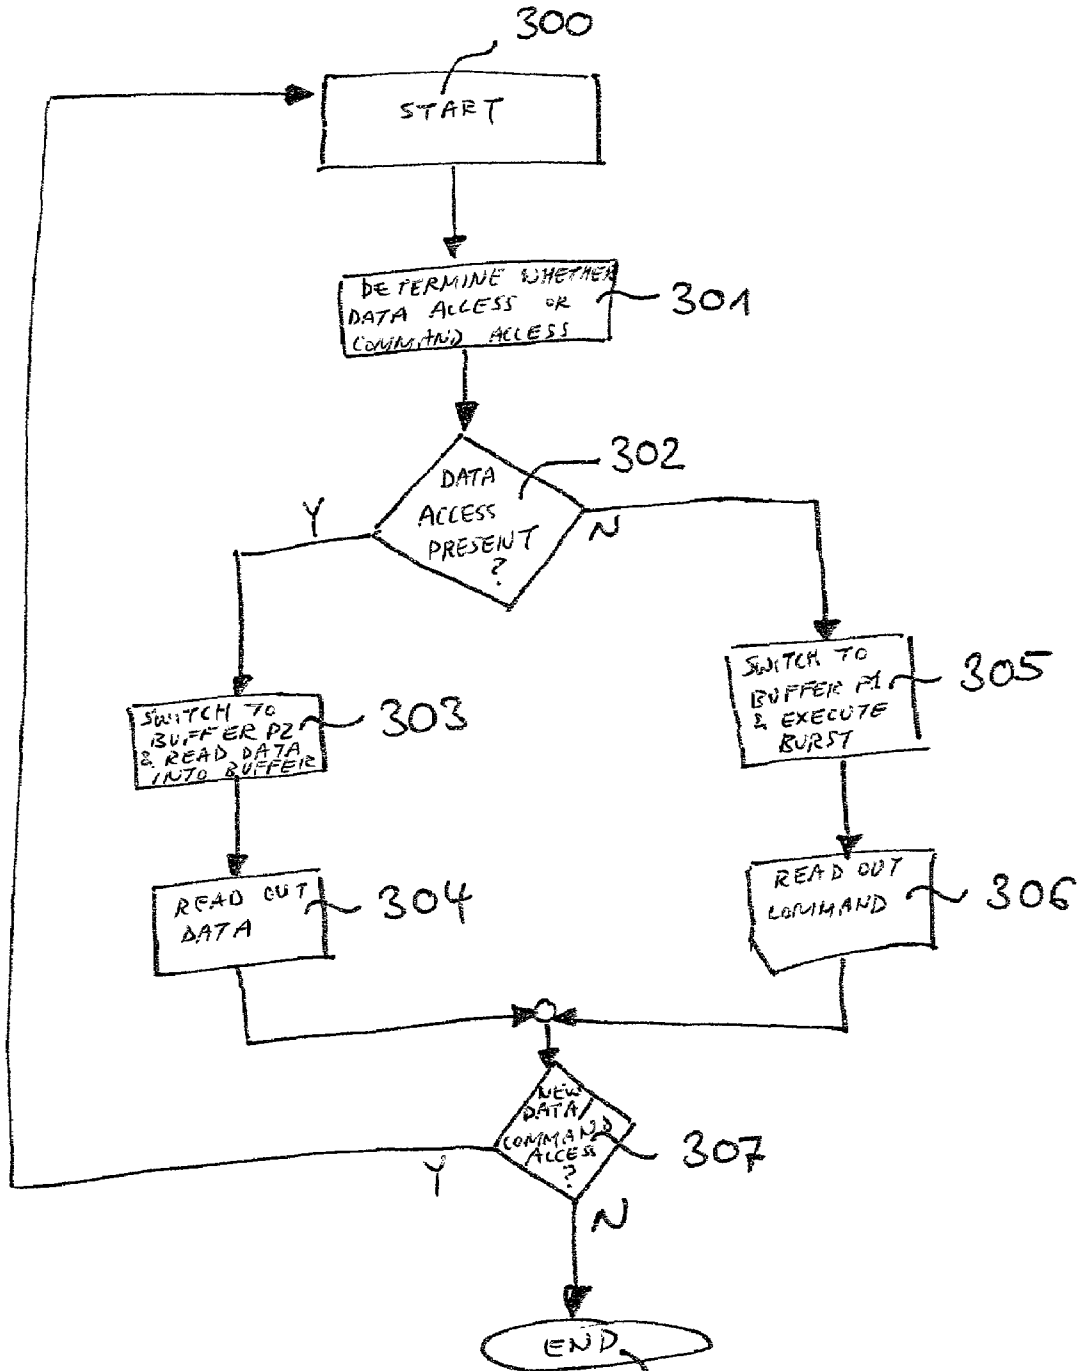 300
START
DETERMINE WHETHER
DATA ACCESS OR
COMMAND ACCESS
301
302
DATA
ACCESS
PRESENT
?
Y
N
SWITCH TO
BUFFER P2
& READ DATA
INTO BUFFER
303
SWITCH TO
BUFFER P1
& EXECUTE
BURST
305
READ OUT
DATA
304
READ OUT
COMMAND
306
NEW
DATA/
COMMAND
ACCESS
?
307
Y
N
END